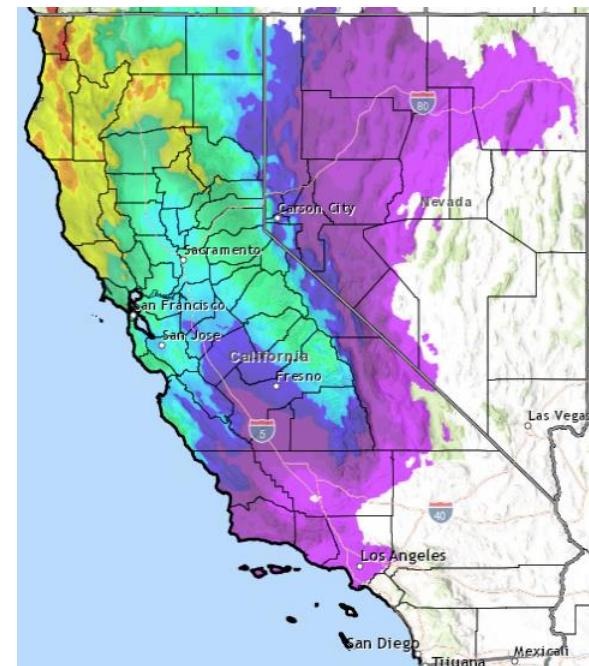 80
Nevada
Carson City
Sacramento
San Francisco
San Jose
California
Fresno
Las Vegas
5
40
Los Angeles
San Diego
Tijuana
Mexicali